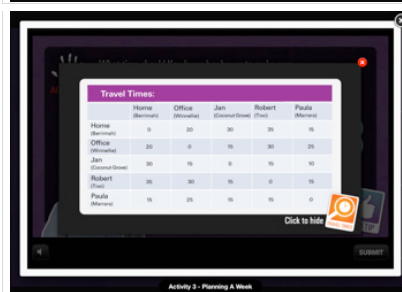 Travel Times:
Home Office Jan Robert Paula
(Berrimah) (Winnellie) (Coconut Grove) (Tiwi) (Marrara)
Home 0 20 30 35 15
(Berrimah)
Office 20 0 15 30 25
(Winnellie)
Jan 30 15 0 15 10
(Coconut Grove)
Robert 35 30 15 0 15
(Tiwi)
Paula 15 25 15 15 0
(Marrara)
Click to hide
TIP
SUBMIT
Activity 3 - Planning A Week